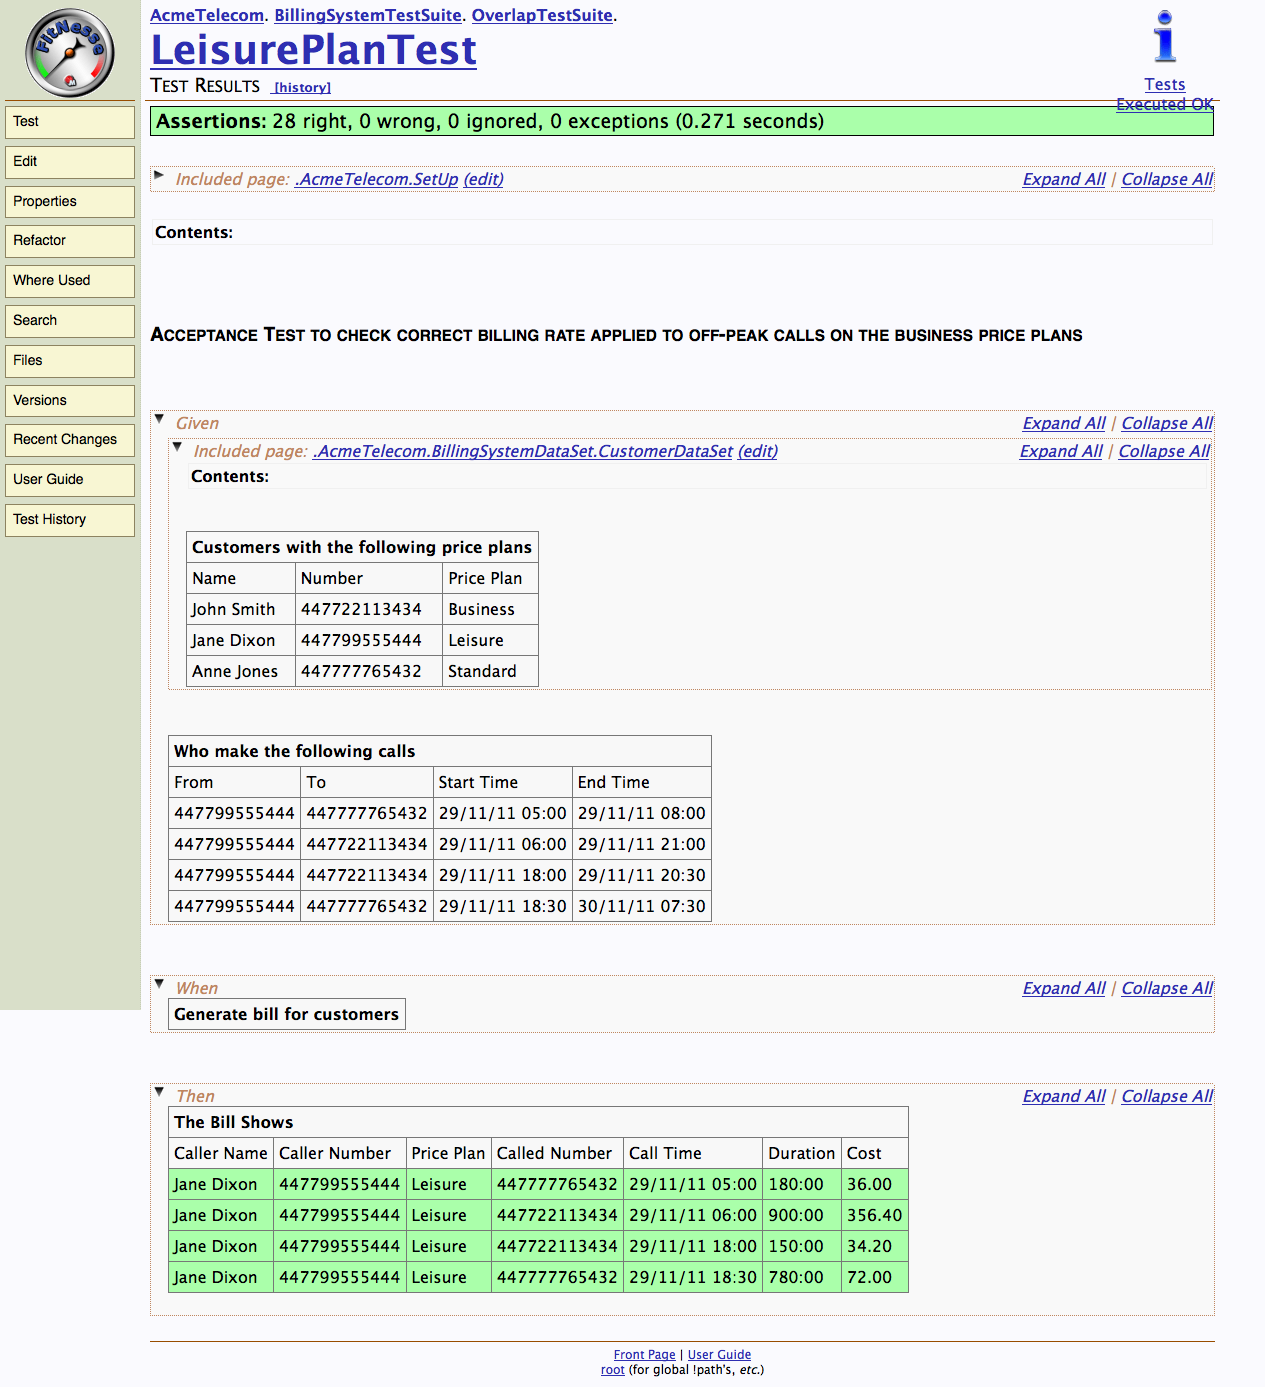 FitNesse
AcmeTelecom. BillingSystemTestSuite. OverlapTestSuite.
LeisurePlanTest
Test Results [history]
Tests
Executed OK
Assertions: 28 right, 0 wrong, 0 ignored, 0 exceptions (0.271 seconds)
Test
Edit
Properties
Refactor
Where Used
Search
Files
Versions
Recent Changes
User Guide
Test History
Included page: .AcmeTelecom.SetUp (edit) Expand All | Collapse All
Contents:
Acceptance Test to check correct billing rate applied to off-peak calls on the business price plans
Given Expand All | Collapse All
Included page: .AcmeTelecom.BillingSystemDataSet.CustomerDataSet (edit) Expand All | Collapse All
Contents:
Customers with the following price plans
Name Number Price Plan
John Smith 447722113434 Business
Jane Dixon 447799555444 Leisure
Anne Jones 447777765432 Standard
Who make the following calls
From To Start Time End Time
447799555444 447777765432 29/11/11 05:00 29/11/11 08:00
447799555444 447722113434 29/11/11 06:00 29/11/11 21:00
447799555444 447722113434 29/11/11 18:00 29/11/11 20:30
447799555444 447777765432 29/11/11 18:30 30/11/11 07:30
When Expand All | Collapse All
Generate bill for customers
Then Expand All | Collapse All
The Bill Shows
Caller Name Caller Number Price Plan Called Number Call Time Duration Cost
Jane Dixon 447799555444 Leisure 447777765432 29/11/11 05:00 180:00 36.00
Jane Dixon 447799555444 Leisure 447722113434 29/11/11 06:00 900:00 356.40
Jane Dixon 447799555444 Leisure 447722113434 29/11/11 18:00 150:00 34.20
Jane Dixon 447799555444 Leisure 447777765432 29/11/11 18:30 780:00 72.00
Front Page | User Guide
root (for global !path's, etc.)